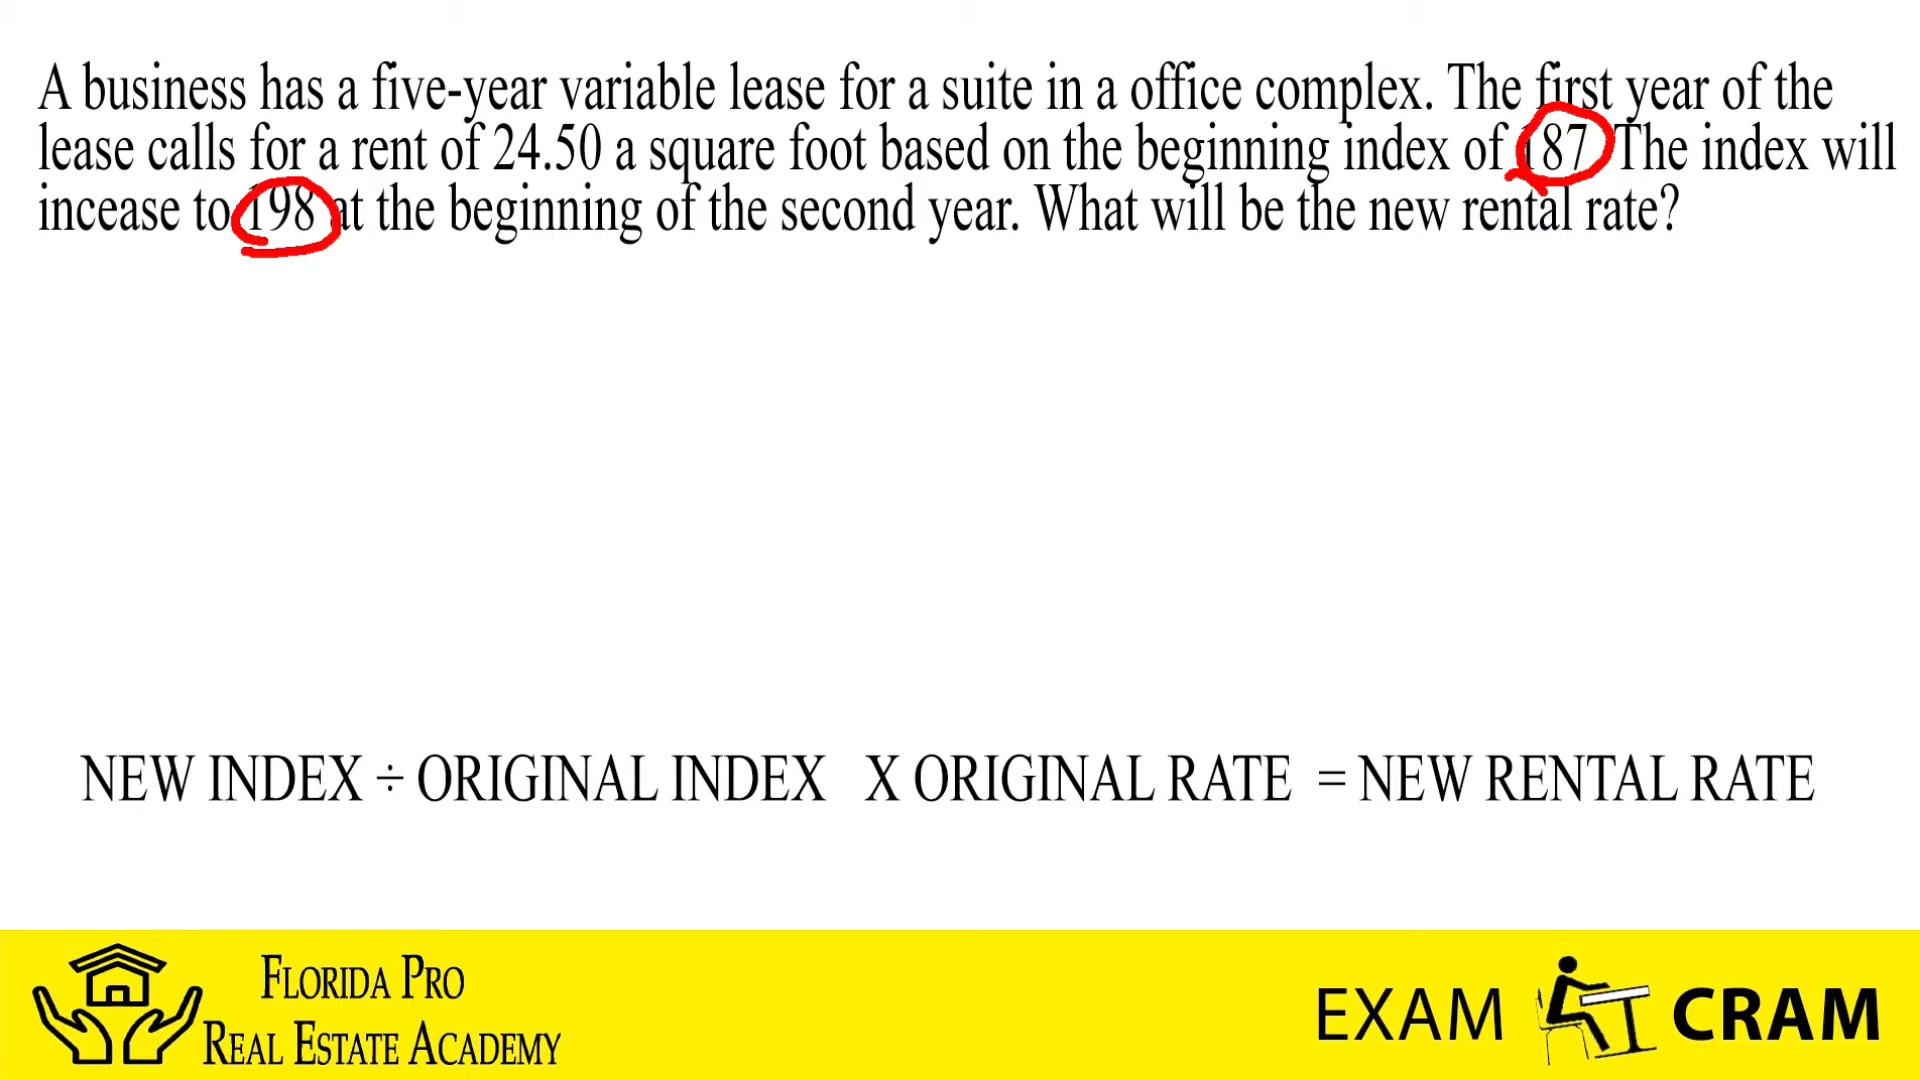 A business has a five-year variable lease for a suite in a office complex. The first year of the
lease calls for a rent of 24.50 a square foot based on the beginning index of 187 The index will
incease to 198 at the beginning of the second year. What will be the new rental rate?
NEW INDEX ÷ ORIGINAL INDEX X ORIGINAL RATE = NEW RENTAL RATE
FLORIDA PRO
REAL ESTATE ACADEMY
EXAM CRAM